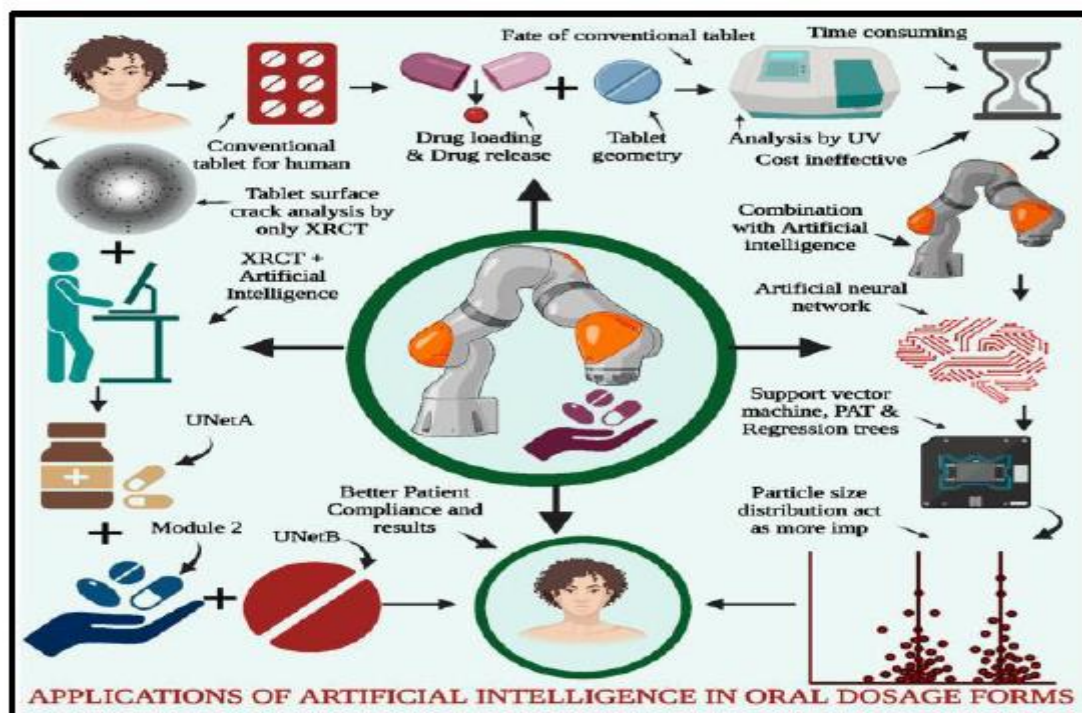 Fate of conventional tablet
Time consuming
Conventional
tablet for human
Drug loading
& Drug release
Tablet
geometry
Analysis by UV
Cost ineffective
Tablet surface
crack analysis by
only XRCT
Combination
with Artificial
intelligence
XRCT +
Artificial
Intelligence
Artificial neural
network
Support vector
machine, PAT &
Regression trees
UNetA
Better Patient
Compliance and
results
Particle size
distribution act
as more imp
Module 2
UNetB
APPLICATIONS OF ARTIFICIAL INTELLIGENCE IN ORAL DOSAGE FORMS